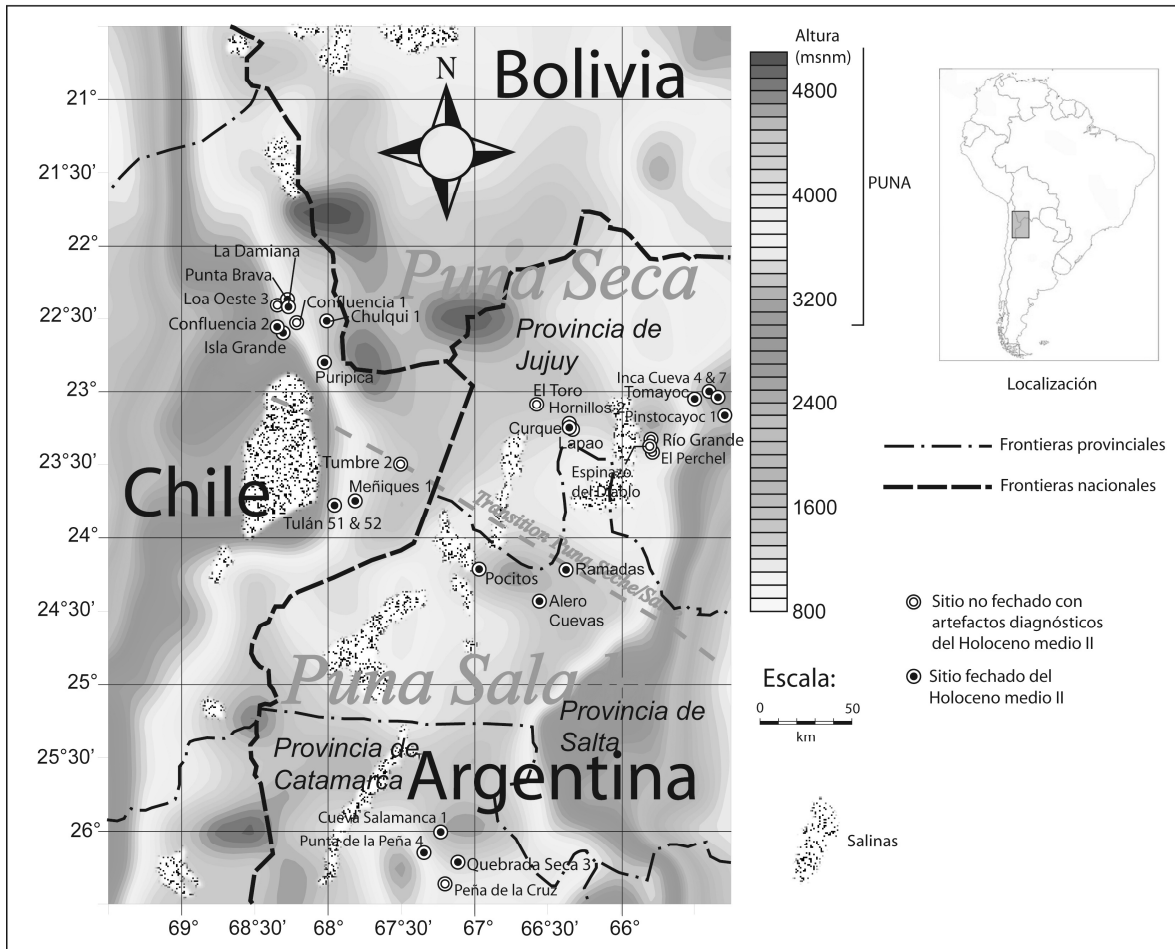 Bolivia
N
Puna Seca
Provincia de
Jujuy
La Damiana
Punta Brava
Loa Oeste 3
Confluencia 1
Chulqui 1
Confluencia 2
Isla Grande
Puripica
El Toro
Hornillos 2
Curque
Lapao
Inca Cueva 4 & 7
Tomayoc
Pinstocayoc 1
Río Grande
El Perchel
Espinazo
del Diablo
Tumbre 2
Meñiques 1
Chile
Tulán 51 & 52
Transition Puna Seche/Sa
Pocitos
Ramadas
Alero
Cuevas
Puna Sala
Provincia de
Salta
Provincia de
Catamarca
Argentina
Cueva Salamanca 1
Punta de la Peña 4
Quebrada Seca 3
Peña de la Cruz
21°
21°30'
22°
22°30'
23°
23°30'
24°
24°30'
25°
25°30'
26°
69°
68°30'
68°
67°30'
67°
66°30'
66°
Altura
(msnm)
4800
4000
3200
2400
1600
800
PUNA
Localización
Frontieras provinciales
Frontieras nacionales
Sitio no fechado con
artefactos diagnósticos
del Holoceno medio II
Sitio fechado del
Holoceno medio II
Escala:
0 50
km
Salinas